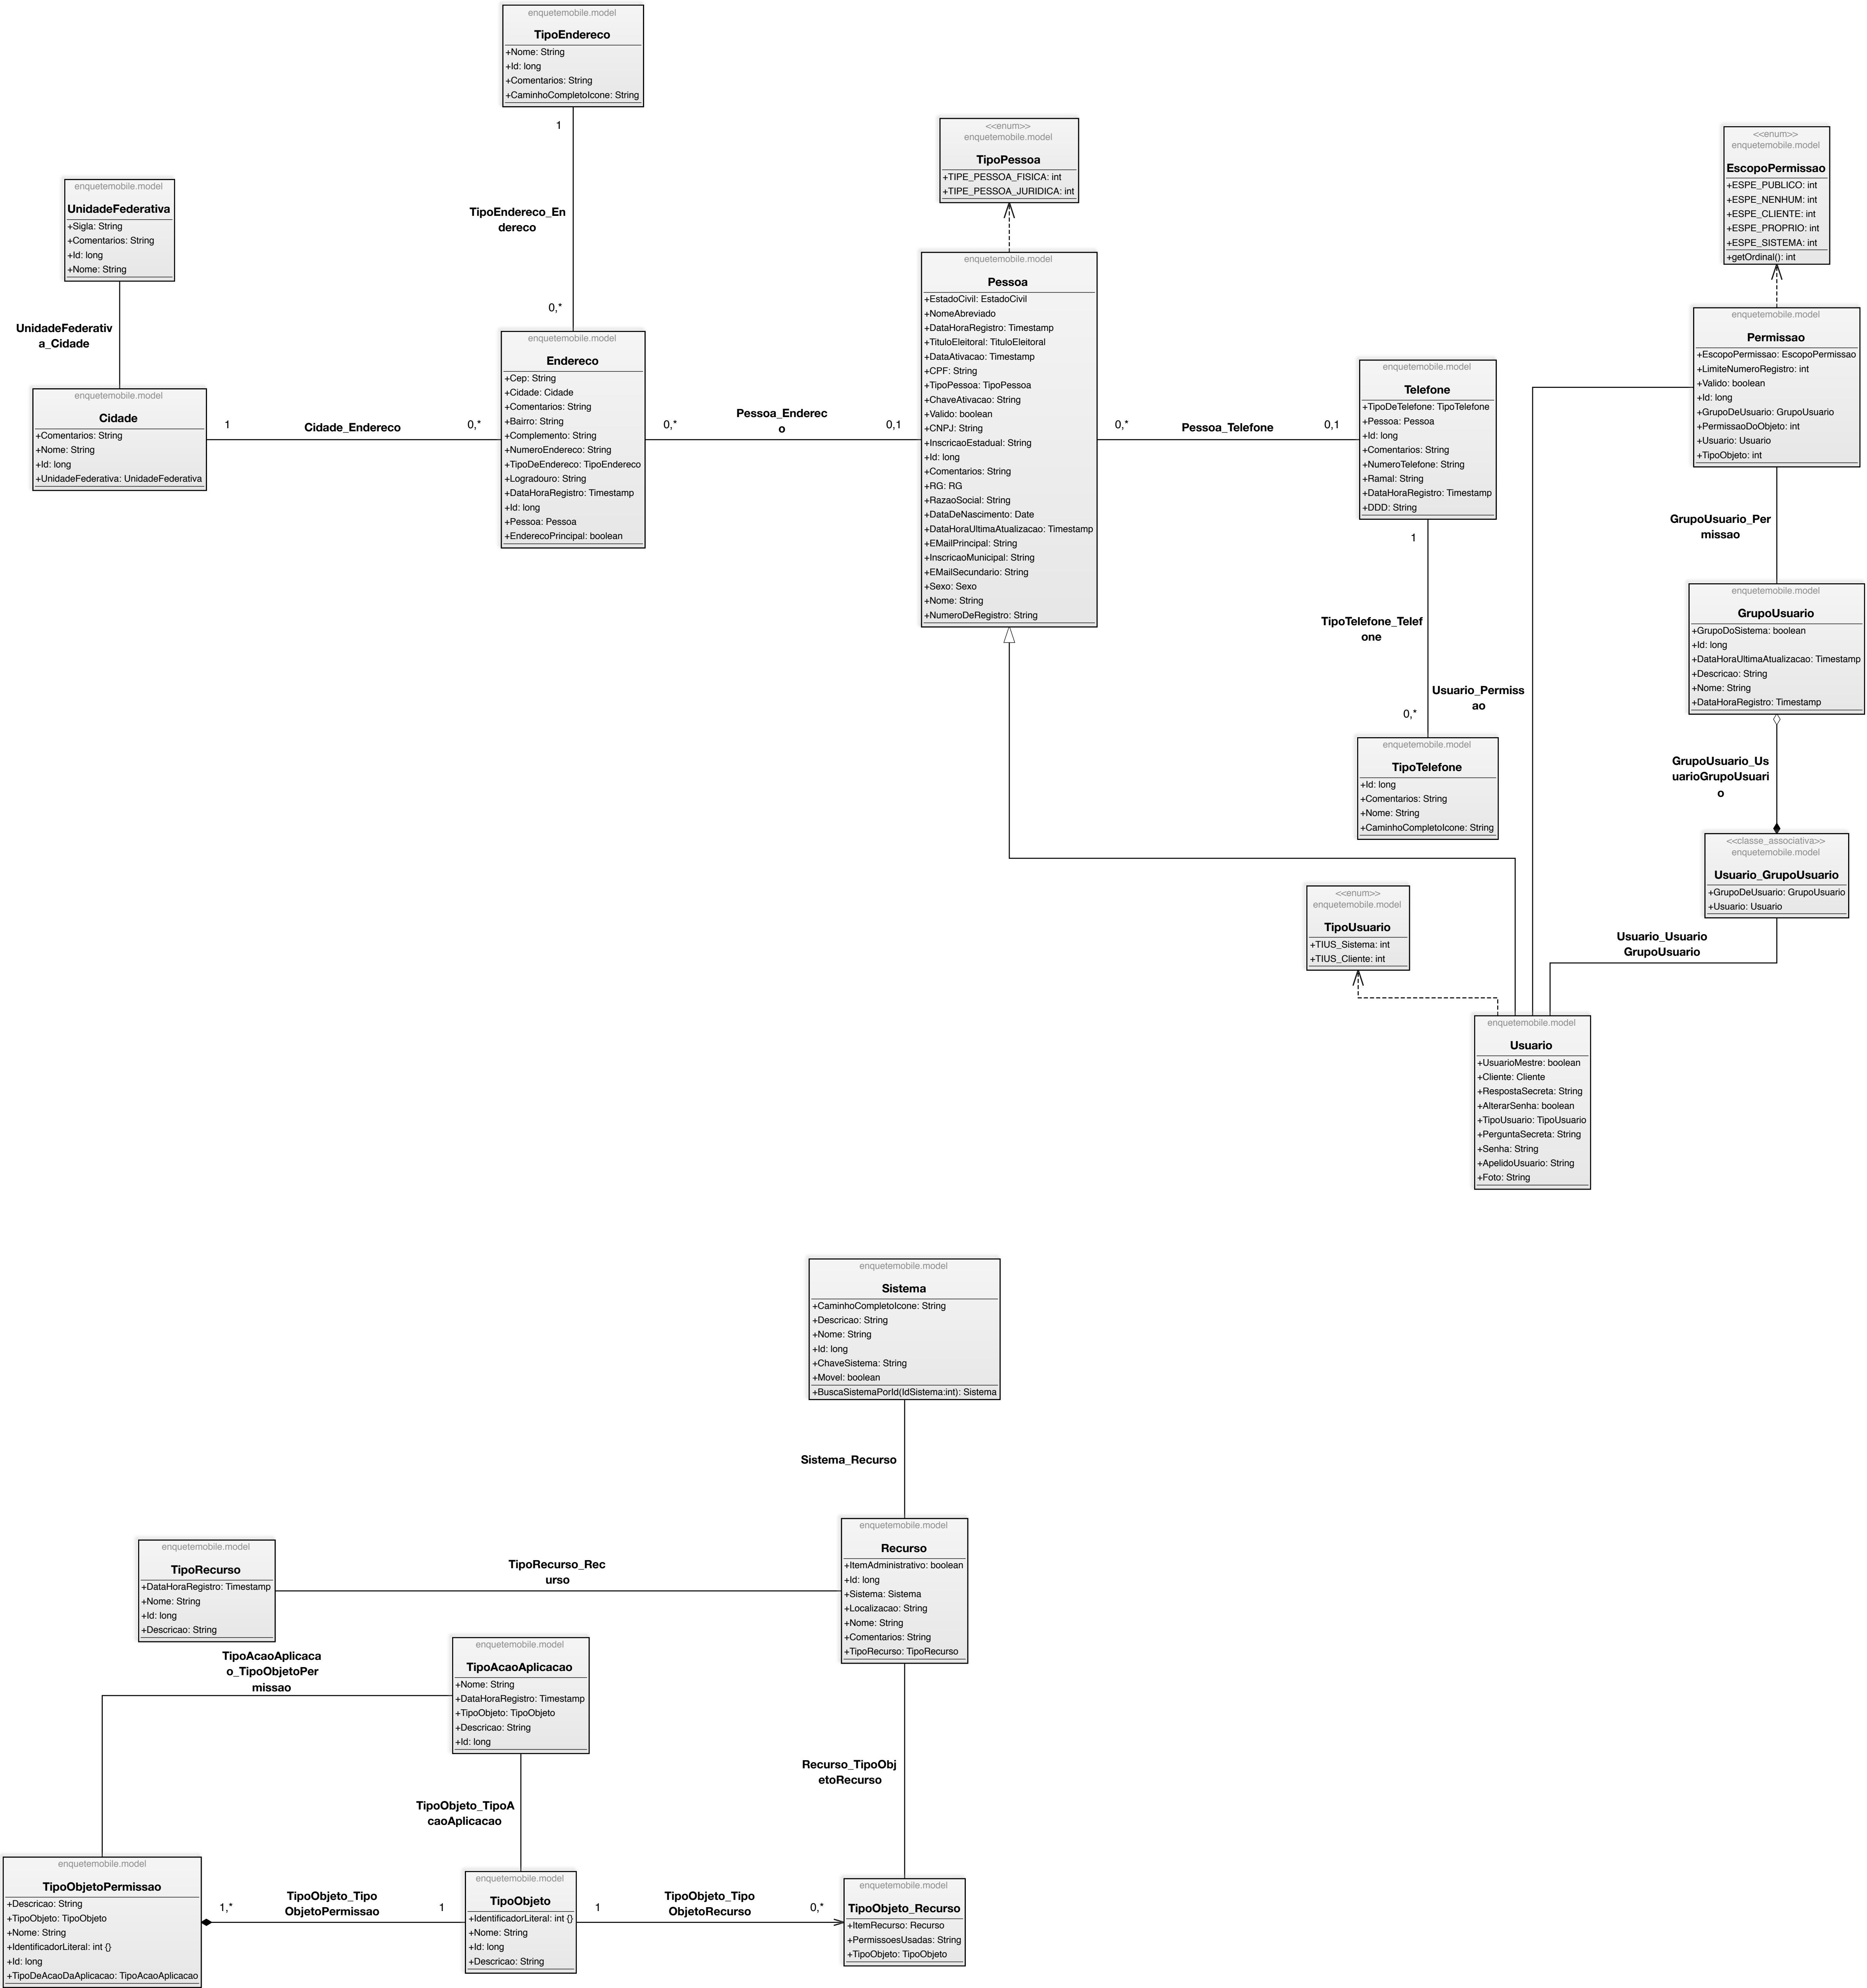 enquetemobile.model
TipoEndereco
+Nome: String
+Id: long
+Comentarios: String
+CaminhoCompletoIcone: String
1
TipoEndereco_En
dereco
0,*
<<enum>>
enquetemobile.model
TipoPessoa
+TIPE_PESSOA_FISICA: int
+TIPE_PESSOA_JURIDICA: int
<<enum>>
enquetemobile.model
EscopoPermissao
+ESPE_PUBLICO: int
+ESPE_NENHUM: int
+ESPE_CLIENTE: int
+ESPE_PROPRIO: int
+ESPE_SISTEMA: int
+getOrdinal(): int
enquetemobile.model
UnidadeFederativa
+Sigla: String
+Comentarios: String
+Id: long
+Nome: String
UnidadeFederativ
a_Cidade
enquetemobile.model
Cidade
+Comentarios: String
+Nome: String
+Id: long
+UnidadeFederativa: UnidadeFederativa
1
Cidade_Endereco
0,*
enquetemobile.model
Endereco
+Cep: String
+Cidade: Cidade
+Comentarios: String
+Bairro: String
+Complemento: String
+NumeroEndereco: String
+TipoDeEndereco: TipoEndereco
+Logradouro: String
+DataHoraRegistro: Timestamp
+Id: long
+Pessoa: Pessoa
+EnderecoPrincipal: boolean
0,*
Pessoa_Enderec
o
0,1
enquetemobile.model
Pessoa
+EstadoCivil: EstadoCivil
+NomeAbreviado
+DataHoraRegistro: Timestamp
+TituloEleitoral: TituloEleitoral
+DataAtivacao: Timestamp
+CPF: String
+TipoPessoa: TipoPessoa
+ChaveAtivacao: String
+Valido: boolean
+CNPJ: String
+InscricaoEstadual: String
+Id: long
+Comentarios: String
+RG: RG
+RazaoSocial: String
+DataDeNascimento: Date
+DataHoraUltimaAtualizacao: Timestamp
+EMailPrincipal: String
+InscricaoMunicipal: String
+EMailSecundario: String
+Sexo: Sexo
+Nome: String
+NumeroDeRegistro: String
0,*
Pessoa_Telefone
0,1
enquetemobile.model
Telefone
+TipoDeTelefone: TipoTelefone
+Pessoa: Pessoa
+Id: long
+Comentarios: String
+NumeroTelefone: String
+Ramal: String
+DataHoraRegistro: Timestamp
+DDD: String
1
TipoTelefone_Telef
one
0,*
enquetemobile.model
TipoTelefone
+Id: long
+Comentarios: String
+Nome: String
+CaminhoCompletoIcone: String
Usuario_Permiss
ao
enquetemobile.model
Permissao
+EscopoPermissao: EscopoPermissao
+LimiteNumeroRegistro: int
+Valido: boolean
+Id: long
+GrupoDeUsuario: GrupoUsuario
+PermissaoDoObjeto: int
+Usuario: Usuario
+TipoObjeto: int
GrupoUsuario_Per
missao
enquetemobile.model
GrupoUsuario
+GrupoDoSistema: boolean
+Id: long
+DataHoraUltimaAtualizacao: Timestamp
+Descricao: String
+Nome: String
+DataHoraRegistro: Timestamp
GrupoUsuario_Us
uarioGrupoUsuari
o
<<classe_associativa>>
enquetemobile.model
Usuario_GrupoUsuario
+GrupoDeUsuario: GrupoUsuario
+Usuario: Usuario
Usuario_Usuario
GrupoUsuario
<<enum>>
enquetemobile.model
TipoUsuario
+TIUS_Sistema: int
+TIUS_Cliente: int
enquetemobile.model
Usuario
+UsuarioMestre: boolean
+Cliente: Cliente
+RespostaSecreta: String
+AlterarSenha: boolean
+TipoUsuario: TipoUsuario
+PerguntaSecreta: String
+Senha: String
+ApelidoUsuario: String
+Foto: String
enquetemobile.model
Sistema
+CaminhoCompletoIcone: String
+Descricao: String
+Nome: String
+Id: long
+ChaveSistema: String
+Movel: boolean
+BuscaSistemaPorId(IdSistema:int): Sistema
Sistema_Recurso
enquetemobile.model
TipoRecurso
+DataHoraRegistro: Timestamp
+Nome: String
+Id: long
+Descricao: String
TipoRecurso_Rec
urso
enquetemobile.model
Recurso
+ItemAdministrativo: boolean
+Id: long
+Sistema: Sistema
+Localizacao: String
+Nome: String
+Comentarios: String
+TipoRecurso: TipoRecurso
TipoAcaoAplicaca
o_TipoObjetoPer
missao
enquetemobile.model
TipoAcaoAplicacao
+Nome: String
+DataHoraRegistro: Timestamp
+TipoObjeto: TipoObjeto
+Descricao: String
+Id: long
TipoObjeto_TipoA
caoAplicacao
Recurso_TipoObj
etoRecurso
enquetemobile.model
TipoObjetoPermissao
+Descricao: String
+TipoObjeto: TipoObjeto
+Nome: String
+IdentificadorLiteral: int {}
+Id: long
+TipoDeAcaoDaAplicacao: TipoAcaoAplicacao
1,*
TipoObjeto_Tipo
ObjetoPermissao
1
enquetemobile.model
TipoObjeto
+IdentificadorLiteral: int {}
+Nome: String
+Id: long
+Descricao: String
1
TipoObjeto_Tipo
ObjetoRecurso
0,*
enquetemobile.model
TipoObjeto_Recurso
+ItemRecurso: Recurso
+PermissoesUsadas: String
+TipoObjeto: TipoObjeto